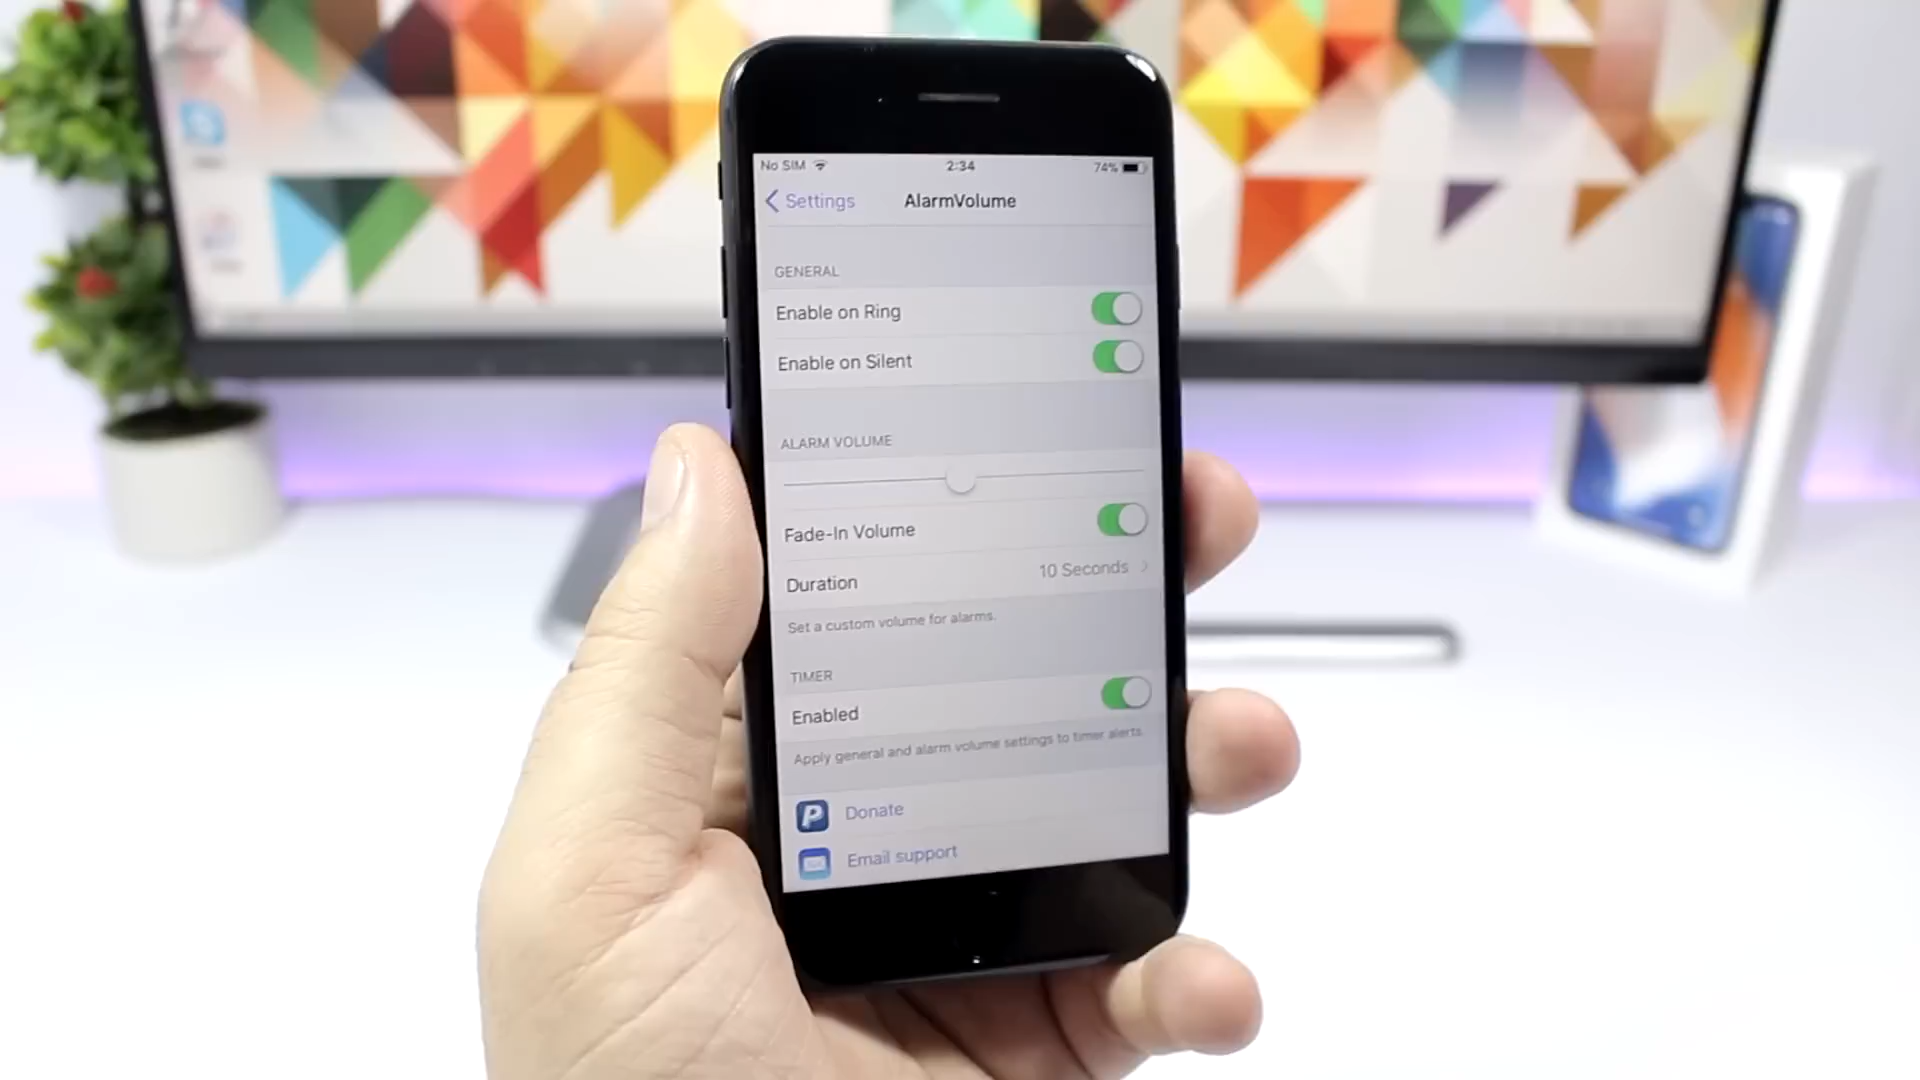 No SIM 2:34 74%
Settings AlarmVolume
GENERAL
Enable on Ring
Enable on Silent
ALARM VOLUME
Fade-In Volume
Duration 10 Seconds
Set a custom volume for alarms.
TIMER
Enabled
Apply general and alarm volume settings to timer alerts.
Donate
Email support